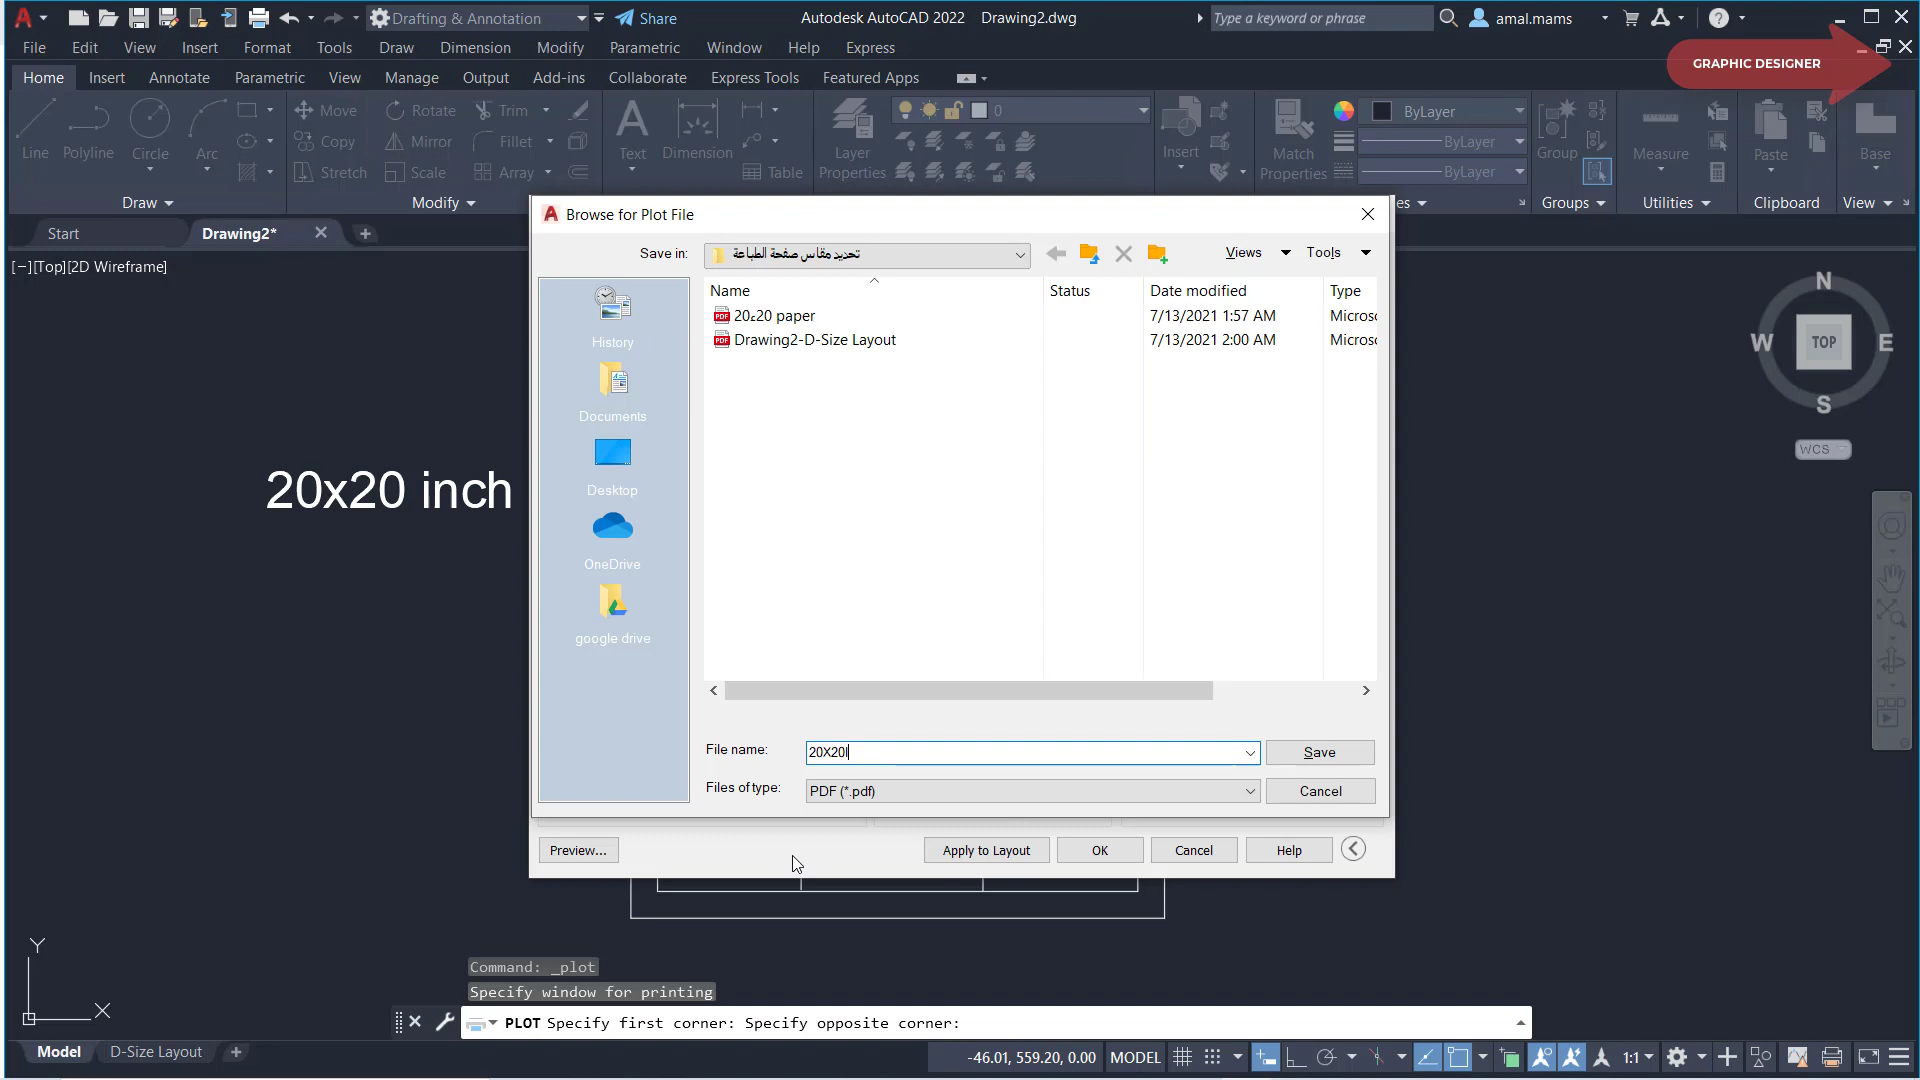 Drafting & Annotation
Share
Autodesk AutoCAD 2022 Drawing2.dwg
Type a keyword or phrase
amal.mams
File Edit View Insert Format Tools Draw Dimension Modify Parametric Window Help Express
GRAPHIC DESIGNER
Home Insert Annotate Parametric View Manage Output Add-ins Collaborate Express Tools Featured Apps
Line Polyline Circle Arc
Move Rotate Trim
Copy Mirror Fillet
Stretch Scale Array
Text Dimension Table
Layer Properties
0
Insert
Match Properties
ByLayer
ByLayer
ByLayer
Group
Measure
Paste
Base
Draw Modify es Groups Utilities Clipboard View
Start Drawing2*
[−][Top][2D Wireframe]
Browse for Plot File
Save in: تحديد مقاس صفحة الطباعة
Views Tools
Name Status Date modified Type
20ء20 paper 7/13/2021 1:57 AM Microsc
Drawing2-D-Size Layout 7/13/2021 2:00 AM Microsc
History
Documents
Desktop
OneDrive
google drive
File name: 20X20I
Save
Files of type: PDF (*.pdf)
Cancel
Preview... Apply to Layout OK Cancel Help
20x20 inch
N
W TOP E
S
WCS
Y
X
Command: _plot
Specify window for printing
PLOT Specify first corner: Specify opposite corner:
Model D-Size Layout
-46.01, 559.20, 0.00 MODEL
1:1